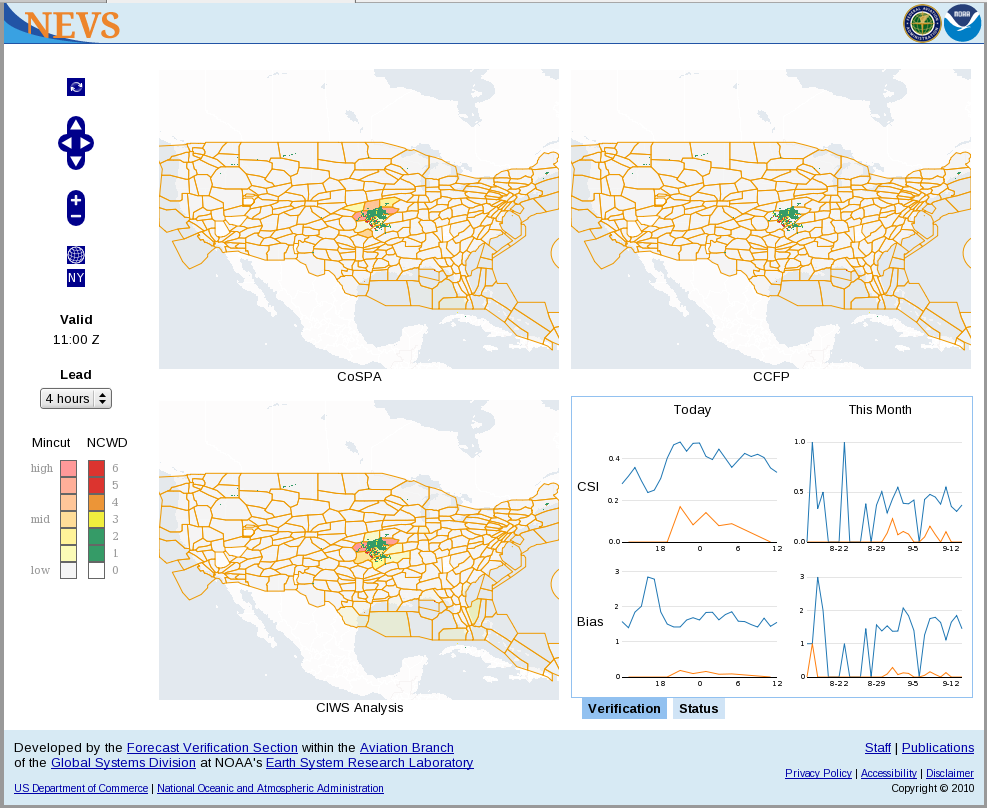 NEVS
NOAA
NY
Valid
11:00 Z
Lead
4 hours
Mincut NCWD
high 6
5
4
mid 3
2
1
low 0
CoSPA
CCFP
CIWS Analysis
Today This Month
CSI
0.4
0.2
0.0
18 0 6 12
1.0
0.5
0.0
8-22 8-29 9-5 9-12
Bias
3
2
1
0
18 0 6 12
3
2
1
0
8-22 8-29 9-5 9-12
Verification Status
Developed by the Forecast Verification Section within the Aviation Branch
of the Global Systems Division at NOAA's Earth System Research Laboratory
US Department of Commerce | National Oceanic and Atmospheric Administration
Staff | Publications
Privacy Policy | Accessibility | Disclaimer
Copyright © 2010